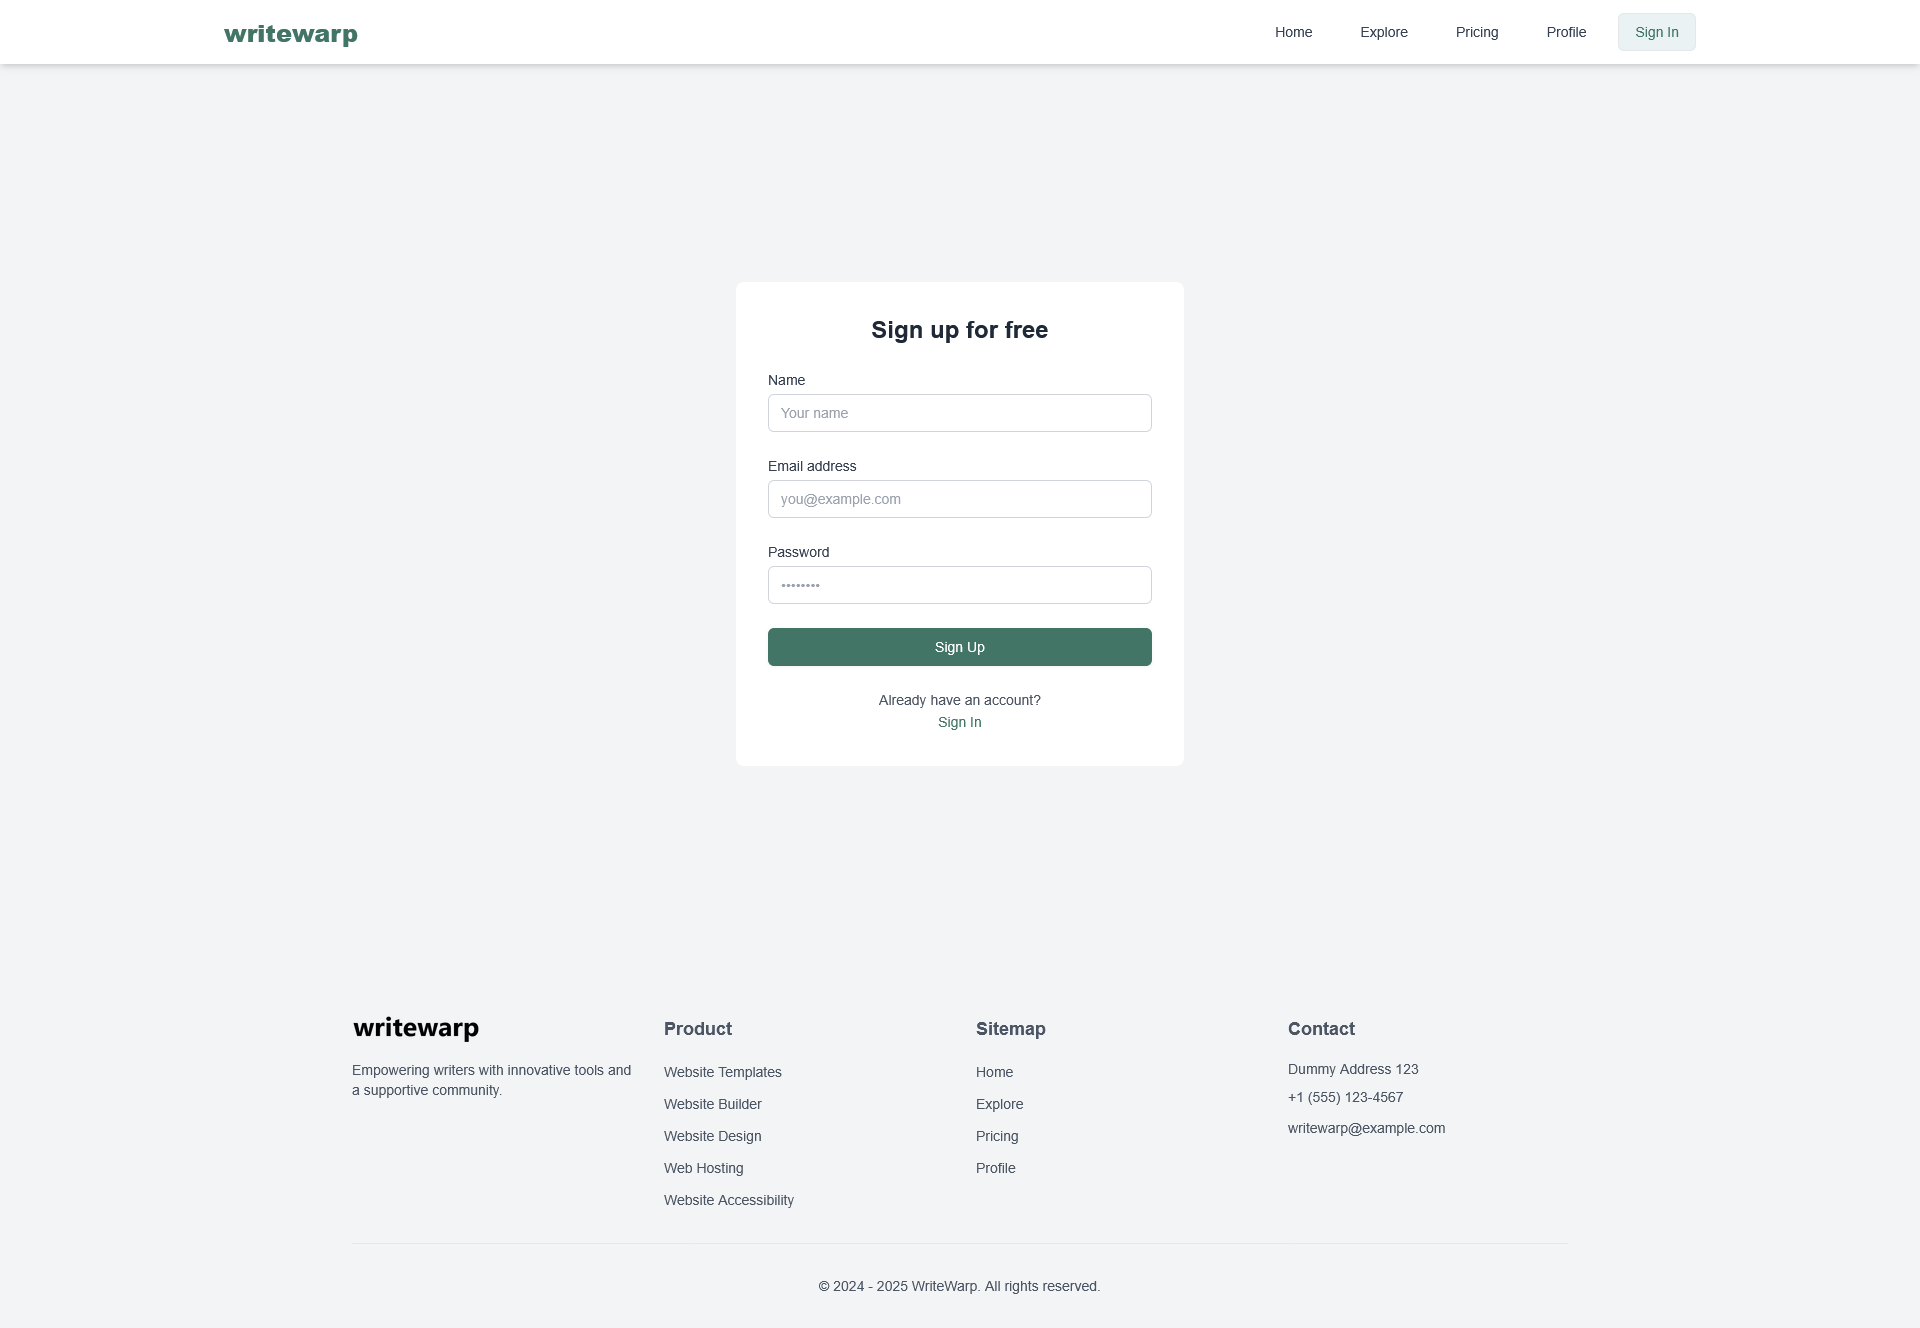 writewarp
Home
Explore
Pricing
Profile
Sign In
Sign up for free
Name
Your name
Email address
you@example.com
Password
••••••••
Sign Up
Already have an account?
Sign In
writewarp
Empowering writers with innovative tools and
a supportive community.
Product
Website Templates
Website Builder
Website Design
Web Hosting
Website Accessibility
Sitemap
Home
Explore
Pricing
Profile
Contact
Dummy Address 123
+1 (555) 123-4567
writewarp@example.com
© 2024 - 2025 WriteWarp. All rights reserved.